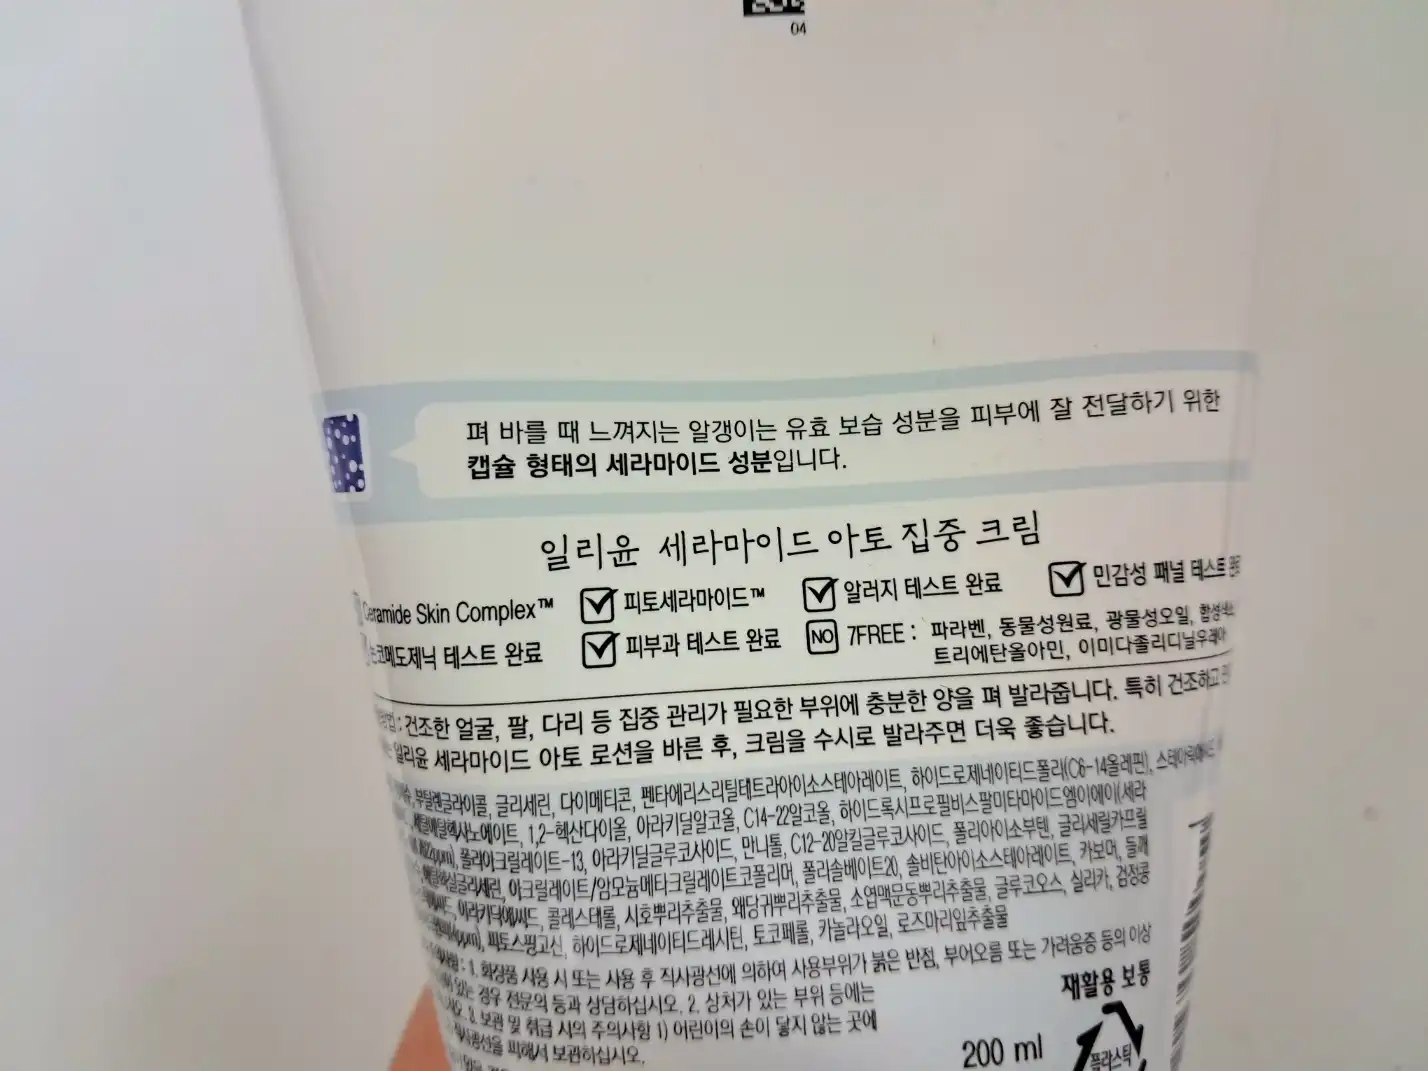 04
펴 바를 때 느껴지는 알갱이는 유효 보습 성분을 피부에 잘 전달하기 위한
캡슐 형태의 세라마이드 성분입니다.
일리윤 세라마이드 아토 집중 크림
Ceramide Skin Complex™ 피토세라마이드™ 알러지 테스트 완료 민감성 패널 테스트
논코메도제닉 테스트 완료 피부과 테스트 완료 NO 7FREE : 파라벤, 동물성원료, 광물성오일,
트리에탄올아민, 이미다졸리디닐우레아
: 건조한 얼굴, 팔, 다리 등 집중 관리가 필요한 부위에 충분한 양을 펴 발라줍니다. 특히 건조하고
일리윤 세라마이드 아토 로션을 바른 후, 크림을 수시로 발라주면 더욱 좋습니다.
부틸렌글라이콜, 글리세린, 다이메티콘, 펜타에리스리틸테트라아이소스테아레이트, 하이드로제네이티드폴리(C6-14올레핀),
1,2-헥산다이올, 아라키딜알코올, C14-22알코올, 하이드록시프로필비스팔미타마이드엠이에이(세라
폴리아크릴레이트-13, 아라키딜글루코사이드, 만니톨, C12-20알킬글루코사이드, 폴리아이소부텐, 글리세릴카프릴
아크릴레이트/암모늄메타크릴레이트코폴리머, 폴리솔베이트20, 솔비탄아이소스테아레이트, 카보머, 들깨
콜레스테롤, 시호뿌리추출물, 왜당귀뿌리추출물, 소엽맥문동뿌리추출물, 글루코오스, 실리카, 검정콩
피토스핑고신, 하이드로제네이티드레시틴, 토코페롤, 카놀라오일, 로즈마리잎추출물
: 1. 화장품 사용 시 또는 사용 후 직사광선에 의하여 사용부위가 붉은 반점, 부어오름 또는 가려움증 등의 이상
있는 경우 전문의 등과 상담하십시오. 2. 상처가 있는 부위 등에는
3. 보관 및 취급 시의 주의사항 1) 어린이의 손이 닿지 않는 곳에
피해서 보관하십시오.
재활용 보통
200 ml
플라스틱